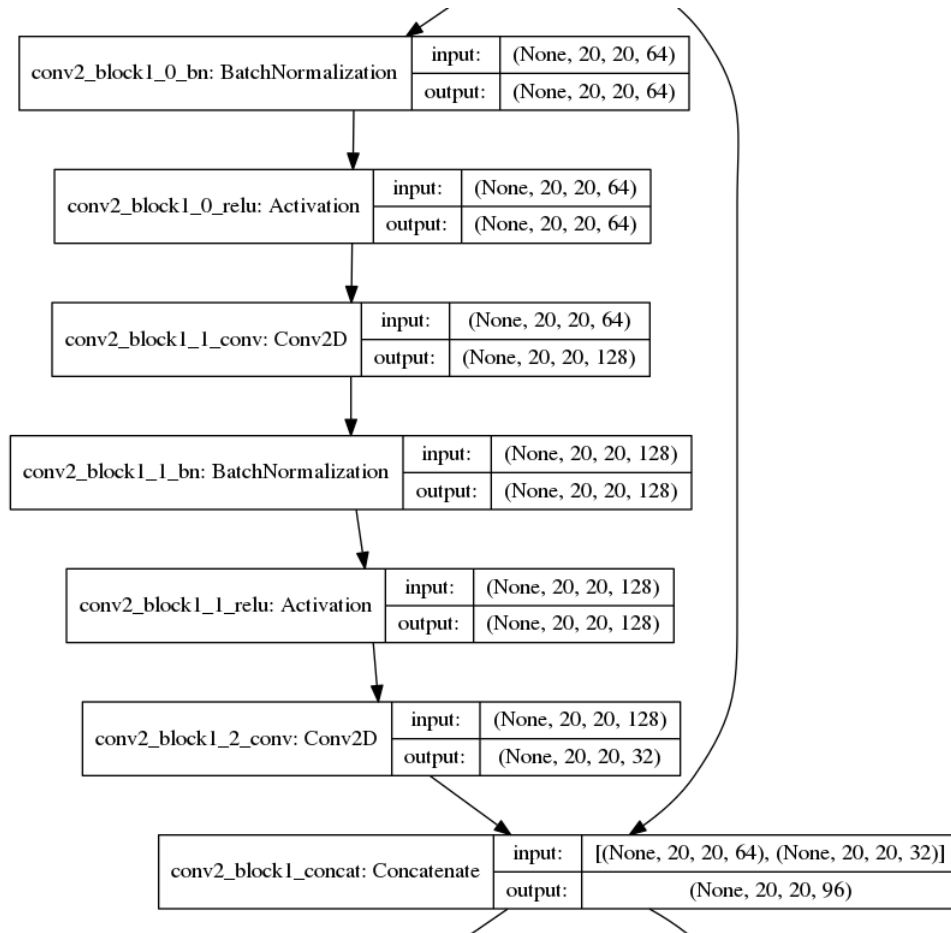 conv2_block1_0_bn: BatchNormalization
input: (None, 20, 20, 64)
output: (None, 20, 20, 64)
conv2_block1_0_relu: Activation
input: (None, 20, 20, 64)
output: (None, 20, 20, 64)
conv2_block1_1_conv: Conv2D
input: (None, 20, 20, 64)
output: (None, 20, 20, 128)
conv2_block1_1_bn: BatchNormalization
input: (None, 20, 20, 128)
output: (None, 20, 20, 128)
conv2_block1_1_relu: Activation
input: (None, 20, 20, 128)
output: (None, 20, 20, 128)
conv2_block1_2_conv: Conv2D
input: (None, 20, 20, 128)
output: (None, 20, 20, 32)
conv2_block1_concat: Concatenate
input: [(None, 20, 20, 64), (None, 20, 20, 32)]
output: (None, 20, 20, 96)